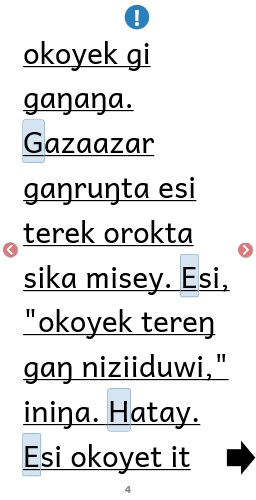 okoyek gi
gaŋaŋa.
Gazaazar
gaŋruŋta esi
terek orokta
sika misey. Esi,
"okoyek tereŋ
gaŋ niziiduwi,"
iniŋa. Hatay.
Esi okoyet it
4